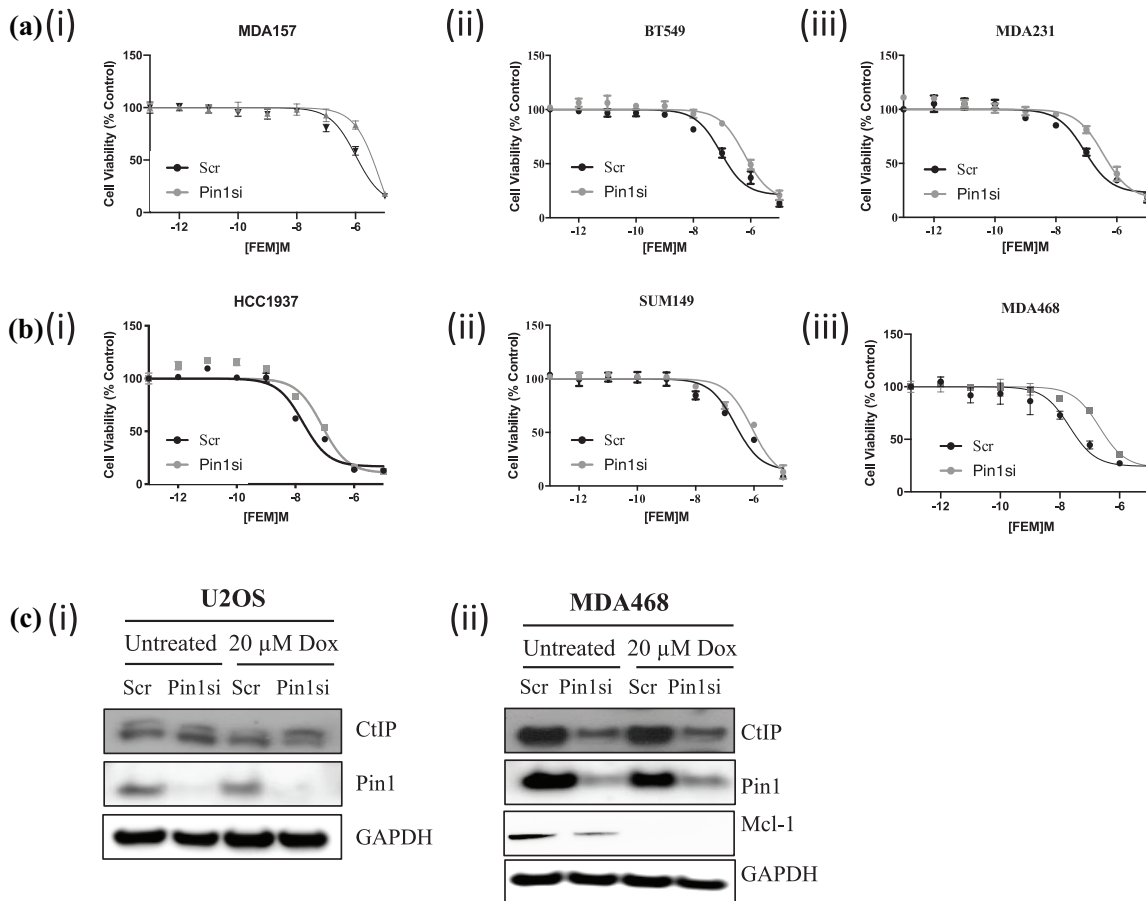 (a) (i)
MDA157
Cell Viability (% Control)
150
100
50
0
Scr
Pin1si
-12 -10 -8 -6
[FEM]M
(ii)
BT549
Cell Viability (% Control)
150
100
50
0
Scr
Pin1si
-12 -10 -8 -6
[FEM]M
(iii)
MDA231
Cell Viability (% Control)
150
100
50
0
Scr
Pin1si
-12 -10 -8 -6
[FEM]M
(b) (i)
HCC1937
Cell Viability (% Control)
150
100
50
0
Scr
Pin1si
-12 -10 -8 -6
[FEM]M
(ii)
SUM149
Cell Viability (% Control)
150
100
50
0
Scr
Pin1si
-12 -10 -8 -6
[FEM]M
(iii)
MDA468
Cell Viability (% Control)
150
100
50
0
Scr
Pin1si
-12 -10 -8 -6
[FEM]M
(c) (i)
U2OS
Untreated 20 µM Dox
Scr Pin1si Scr Pin1si
CtIP
Pin1
GAPDH
(ii)
MDA468
Untreated 20 µM Dox
Scr Pin1si Scr Pin1si
CtIP
Pin1
Mcl-1
GAPDH